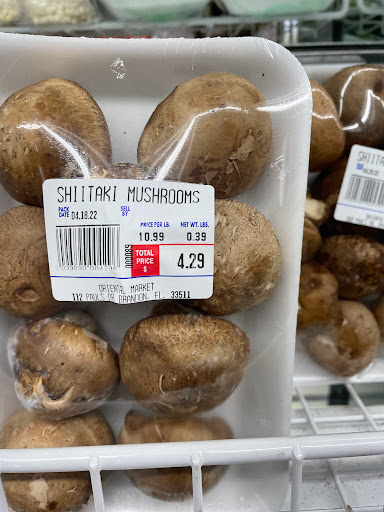 SHIITAKI MUSHROOMS
PACK DATE 04.18.22 SELL BY
PRICE PER LB. NET WT. LBS.
10.99 0.39
TOTAL PRICE $ 4.29
ORIENTAL MARKET
112 PAULS DR BRANDON, FL. 33511
SHIITA